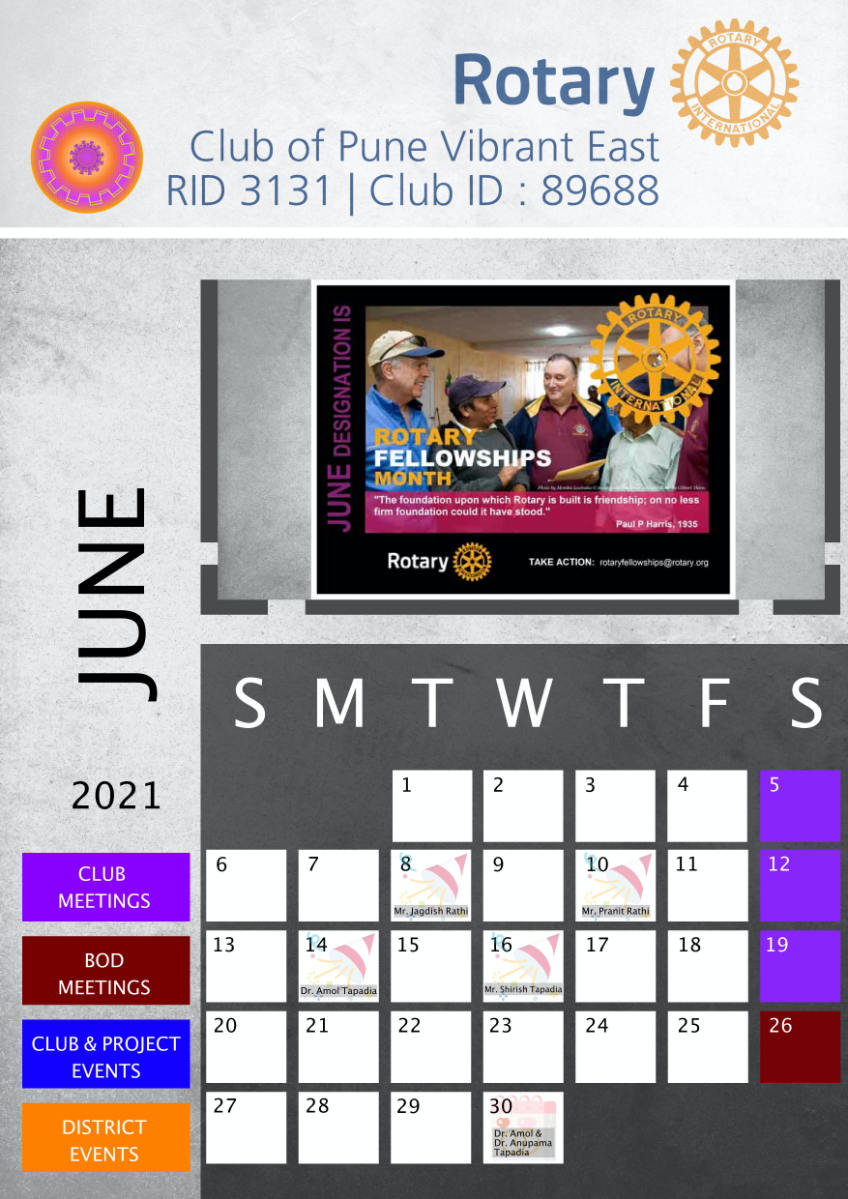 Rotary
ROTARY
INTERNATIONAL
Club of Pune Vibrant East
RID 3131 | Club ID : 89688
JUNE DESIGNATION IS
ROTARY
INTERNATIONAL
ROTARY
FELLOWSHIPS
MONTH
"The foundation upon which Rotary is built is friendship; on no less
firm foundation could it have stood."
Paul P Harris, 1935
Rotary
TAKE ACTION: rotaryfellowships@rotary.org
JUNE
2021
S M T W T F S
1 2 3 4 5
6 7 8 9 10 11 12
Mr. Jagdish Rathi
Mr. Pranit Rathi
13 14 15 16 17 18 19
Dr. Amol Tapadia
Mr. Shirish Tapadia
20 21 22 23 24 25 26
27 28 29 30
Dr. Amol &
Dr. Anupama
Tapadia
CLUB
MEETINGS
BOD
MEETINGS
CLUB & PROJECT
EVENTS
DISTRICT
EVENTS